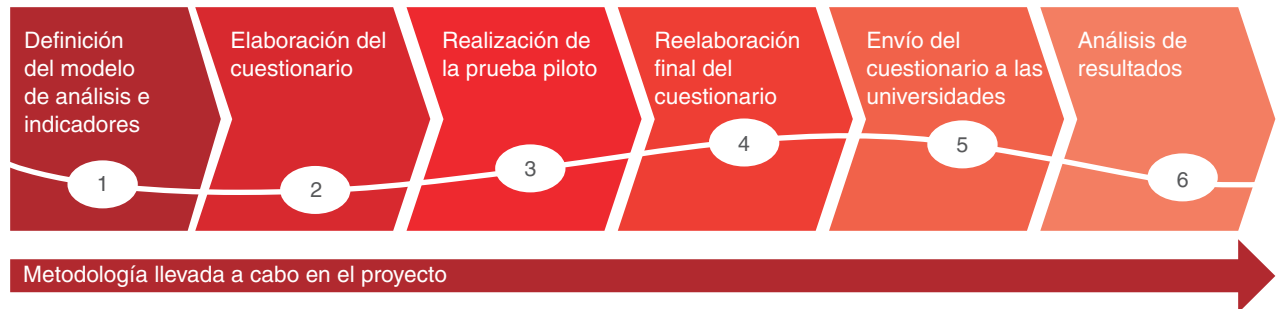 Definición
del modelo
de análisis e
indicadores
1
Elaboración del
cuestionario
2
Realización de
la prueba piloto
3
Reelaboración
final del
cuestionario
4
Envío del
cuestionario a las
universidades
5
Análisis de
resultados
6
Metodología llevada a cabo en el proyecto